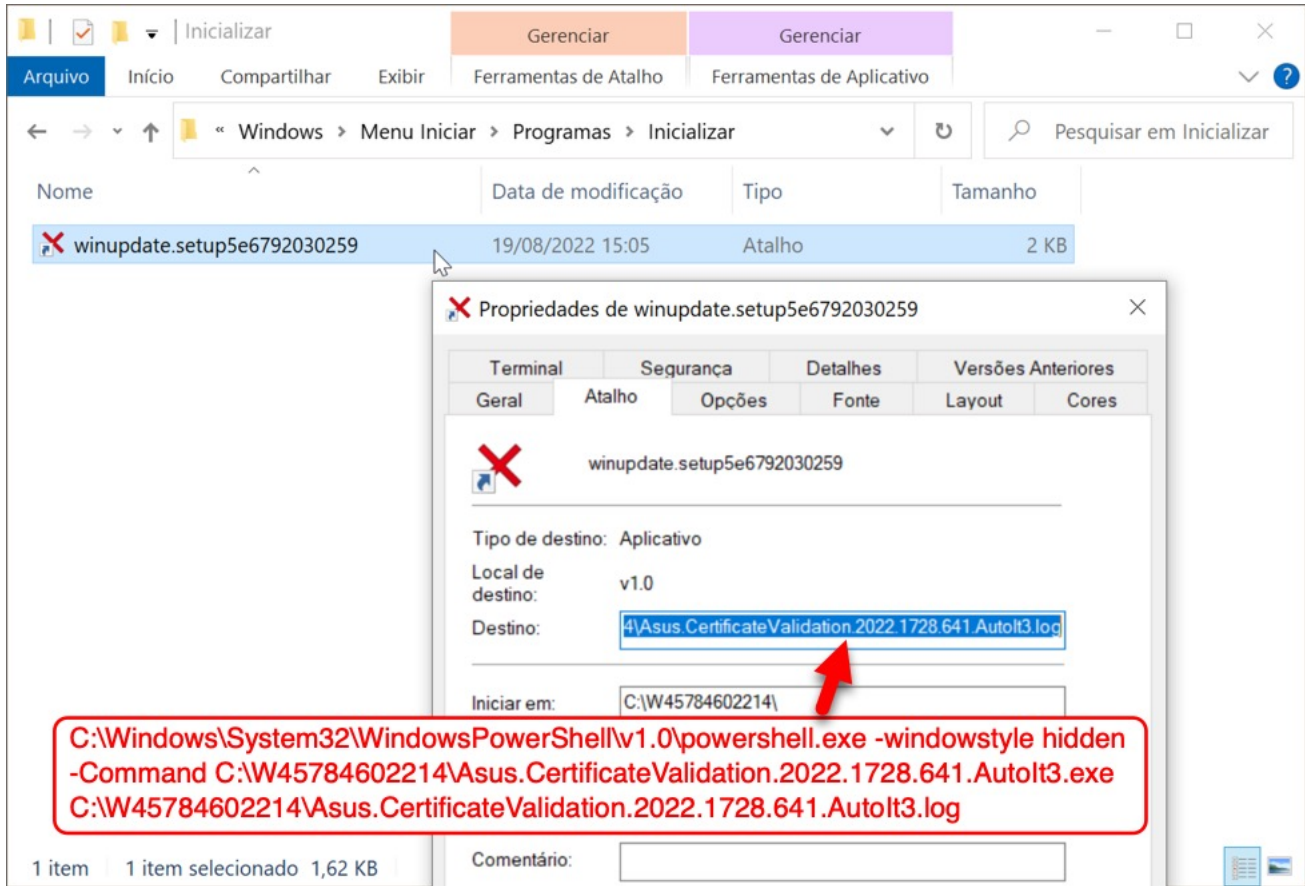 Inicializar
Gerenciar
Gerenciar
Arquivo
Início
Compartilhar
Exibir
Ferramentas de Atalho
Ferramentas de Aplicativo
?
« Windows > Menu Iniciar > Programas > Inicializar
Pesquisar em Inicializar
Nome
Data de modificação
Tipo
Tamanho
winupdate.setup5e6792030259
19/08/2022 15:05
Atalho
2 KB
Propriedades de winupdate.setup5e6792030259
Terminal
Segurança
Detalhes
Versões Anteriores
Geral
Atalho
Opções
Fonte
Layout
Cores
winupdate.setup5e6792030259
Tipo de destino: Aplicativo
Local de
destino:
v1.0
Destino:
4\Asus.CertificateValidation.2022.1728.641.AutoIt3.log
Iniciar em:
C:\W45784602214\
C:\Windows\System32\WindowsPowerShell\v1.0\powershell.exe -windowstyle hidden
-Command C:\W45784602214\Asus.CertificateValidation.2022.1728.641.AutoIt3.exe
C:\W45784602214\Asus.CertificateValidation.2022.1728.641.AutoIt3.log
Comentário:
1 item
1 item selecionado 1,62 KB